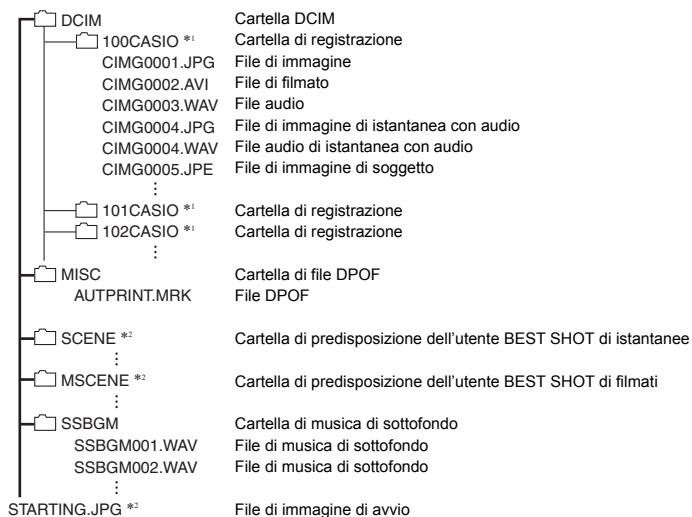 DCIM Cartella DCIM
100CASIO *1 Cartella di registrazione
CIMG0001.JPG File di immagine
CIMG0002.AVI File di filmato
CIMG0003.WAV File audio
CIMG0004.JPG File di immagine di istantanea con audio
CIMG0004.WAV File audio di istantanea con audio
CIMG0005.JPE File di immagine di soggetto
101CASIO *1 Cartella di registrazione
102CASIO *1 Cartella di registrazione
MISC Cartella di file DPOF
AUTPRINT.MRK File DPOF
SCENE *2 Cartella di predisposizione dell'utente BEST SHOT di istantanee
MSCENE *2 Cartella di predisposizione dell'utente BEST SHOT di filmati
SSBGM Cartella di musica di sottofondo
SSBGM001.WAV File di musica di sottofondo
SSBGM002.WAV File di musica di sottofondo
STARTING.JPG *2 File di immagine di avvio